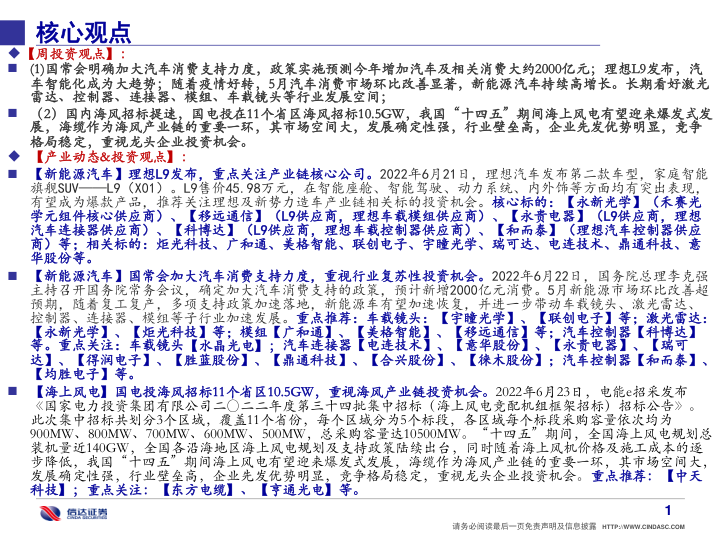 核心观点
【周投资观点】：
(1)国常会明确加大汽车消费支持力度，政策实施预测今年增加汽车及相关消费大约2000亿元；理想L9发布，汽
车智能化成为大趋势；随着疫情好转，5月汽车消费市场环比改善显著，新能源汽车持续高增长。长期看好激光
雷达、控制器、连接器、模组、车载镜头等行业发展空间；
（2）国内海风招标提速，国电投在11个省区海风招标10.5GW，我国“十四五”期间海上风电有望迎来爆发式发
展，海缆作为海风产业链的重要一环，其市场空间大，发展确定性强，行业壁垒高，企业先发优势明显，竞争
格局稳定，重视龙头企业投资机会。
【产业动态&投资观点】：
【新能源汽车】理想L9发布，重点关注产业链核心公司。2022年6月21日，理想汽车发布第二款车型，家庭智能
旗舰SUV——L9（X01）。L9售价45.98万元，在智能座舱、智能驾驶、动力系统、内外饰等方面均有突出表现，
有望成为爆款产品，推荐关注理想及新势力造车产业链相关标的投资机会。核心标的：【永新光学】（禾赛光
学元组件核心供应商）、【移远通信】（L9供应商，理想车载模组供应商）、【永贵电器】（L9供应商，理想
汽车连接器供应商）、【科博达】（L9供应商，理想车载控制器供应商）、【和而泰】（理想汽车控制器供应
商）等；相关标的：炬光科技、广和通、美格智能、联创电子、宇瞳光学、瑞可达、电连技术、鼎通科技、意
华股份等。
【新能源汽车】国常会加大汽车消费支持力度，重视行业复苏性投资机会。2022年6月22日，国务院总理李克强
主持召开国务院常务会议，确定加大汽车消费支持的政策，预计新增2000亿元消费。5月新能源市场环比改善超
预期，随着复工复产，多项支持政策加速落地，新能源车有望加速恢复，并进一步带动车载镜头、激光雷达、
控制器、连接器、模组等子行业加速发展。重点推荐：车载镜头：【宇瞳光学】、【联创电子】等；激光雷达：
【永新光学】、【炬光科技】等；模组【广和通】、【美格智能】、【移远通信】等；汽车控制器【科博达】
等。重点关注：车载镜头【水晶光电】；汽车连接器【电连技术】、【意华股份】、【永贵电器】、【瑞可
达】、【得润电子】、【胜蓝股份】、【鼎通科技】、【合兴股份】、【徕木股份】；汽车控制器【和而泰】、
【均胜电子】等。
【海上风电】国电投海风招标11个省区10.5GW，重视海风产业链投资机会。2022年6月23日，电能e招采发布
《国家电力投资集团有限公司二〇二二年度第三十四批集中招标（海上风电竞配机组框架招标）招标公告》。
此次集中招标共划分3个区域，覆盖11个省份，每个区域分为5个标段，各区域每个标段采购容量依次均为
900MW、800MW、700MW、600MW、500MW，总采购容量达10500MW。“十四五”期间，全国海上风电规划总
装机量近140GW，全国各沿海地区海上风电规划及支持政策陆续出台，同时随着海上风机价格及施工成本的逐
步降低，我国“十四五”期间海上风电有望迎来爆发式发展，海缆作为海风产业链的重要一环，其市场空间大，
发展确定性强，行业壁垒高，企业先发优势明显，竞争格局稳定，重视龙头企业投资机会。重点推荐：【中天
科技】；重点关注：【东方电缆】、【亨通光电】等。
信达证券
CINDA SECURITIES
1
请务必阅读最后一页免责声明及信息披露 HTTP://WWW.CINDASC.COM